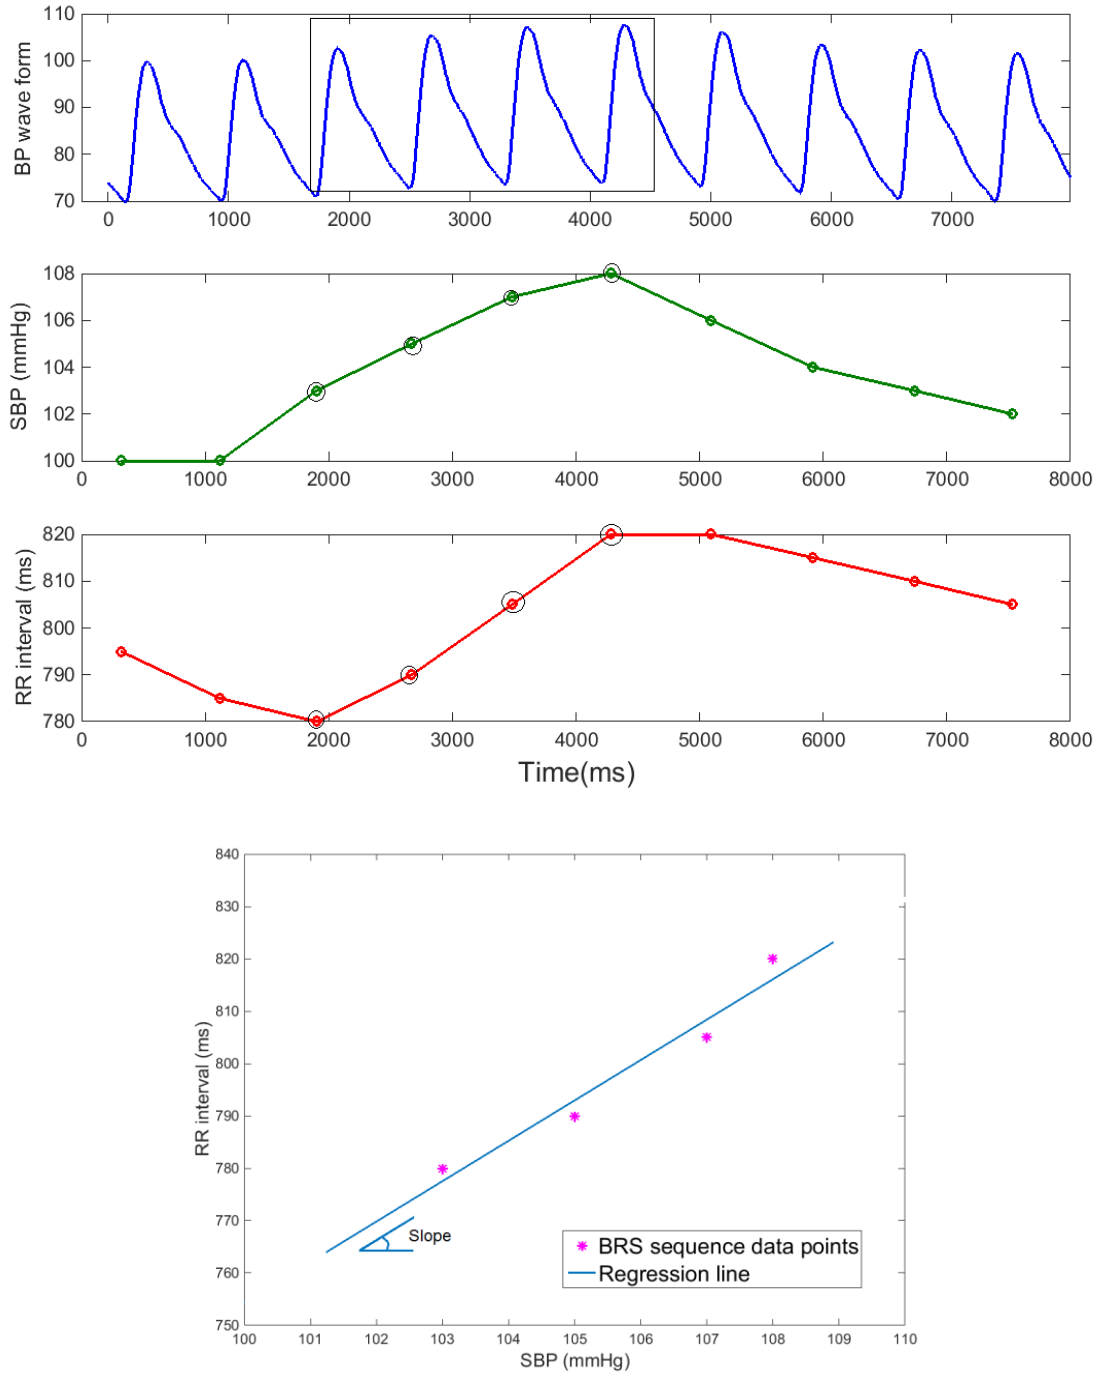 BP wave form
110
100
90
80
70
0 1000 2000 3000 4000 5000 6000 7000
SBP (mmHg)
108
106
104
102
100
0 1000 2000 3000 4000 5000 6000 7000 8000
RR interval (ms)
820
810
800
790
780
0 1000 2000 3000 4000 5000 6000 7000 8000
Time(ms)
RR interval (ms)
840
830
820
810
800
790
780
770
760
750
Slope
BRS sequence data points
Regression line
100 101 102 103 104 105 106 107 108 109 110
SBP (mmHg)